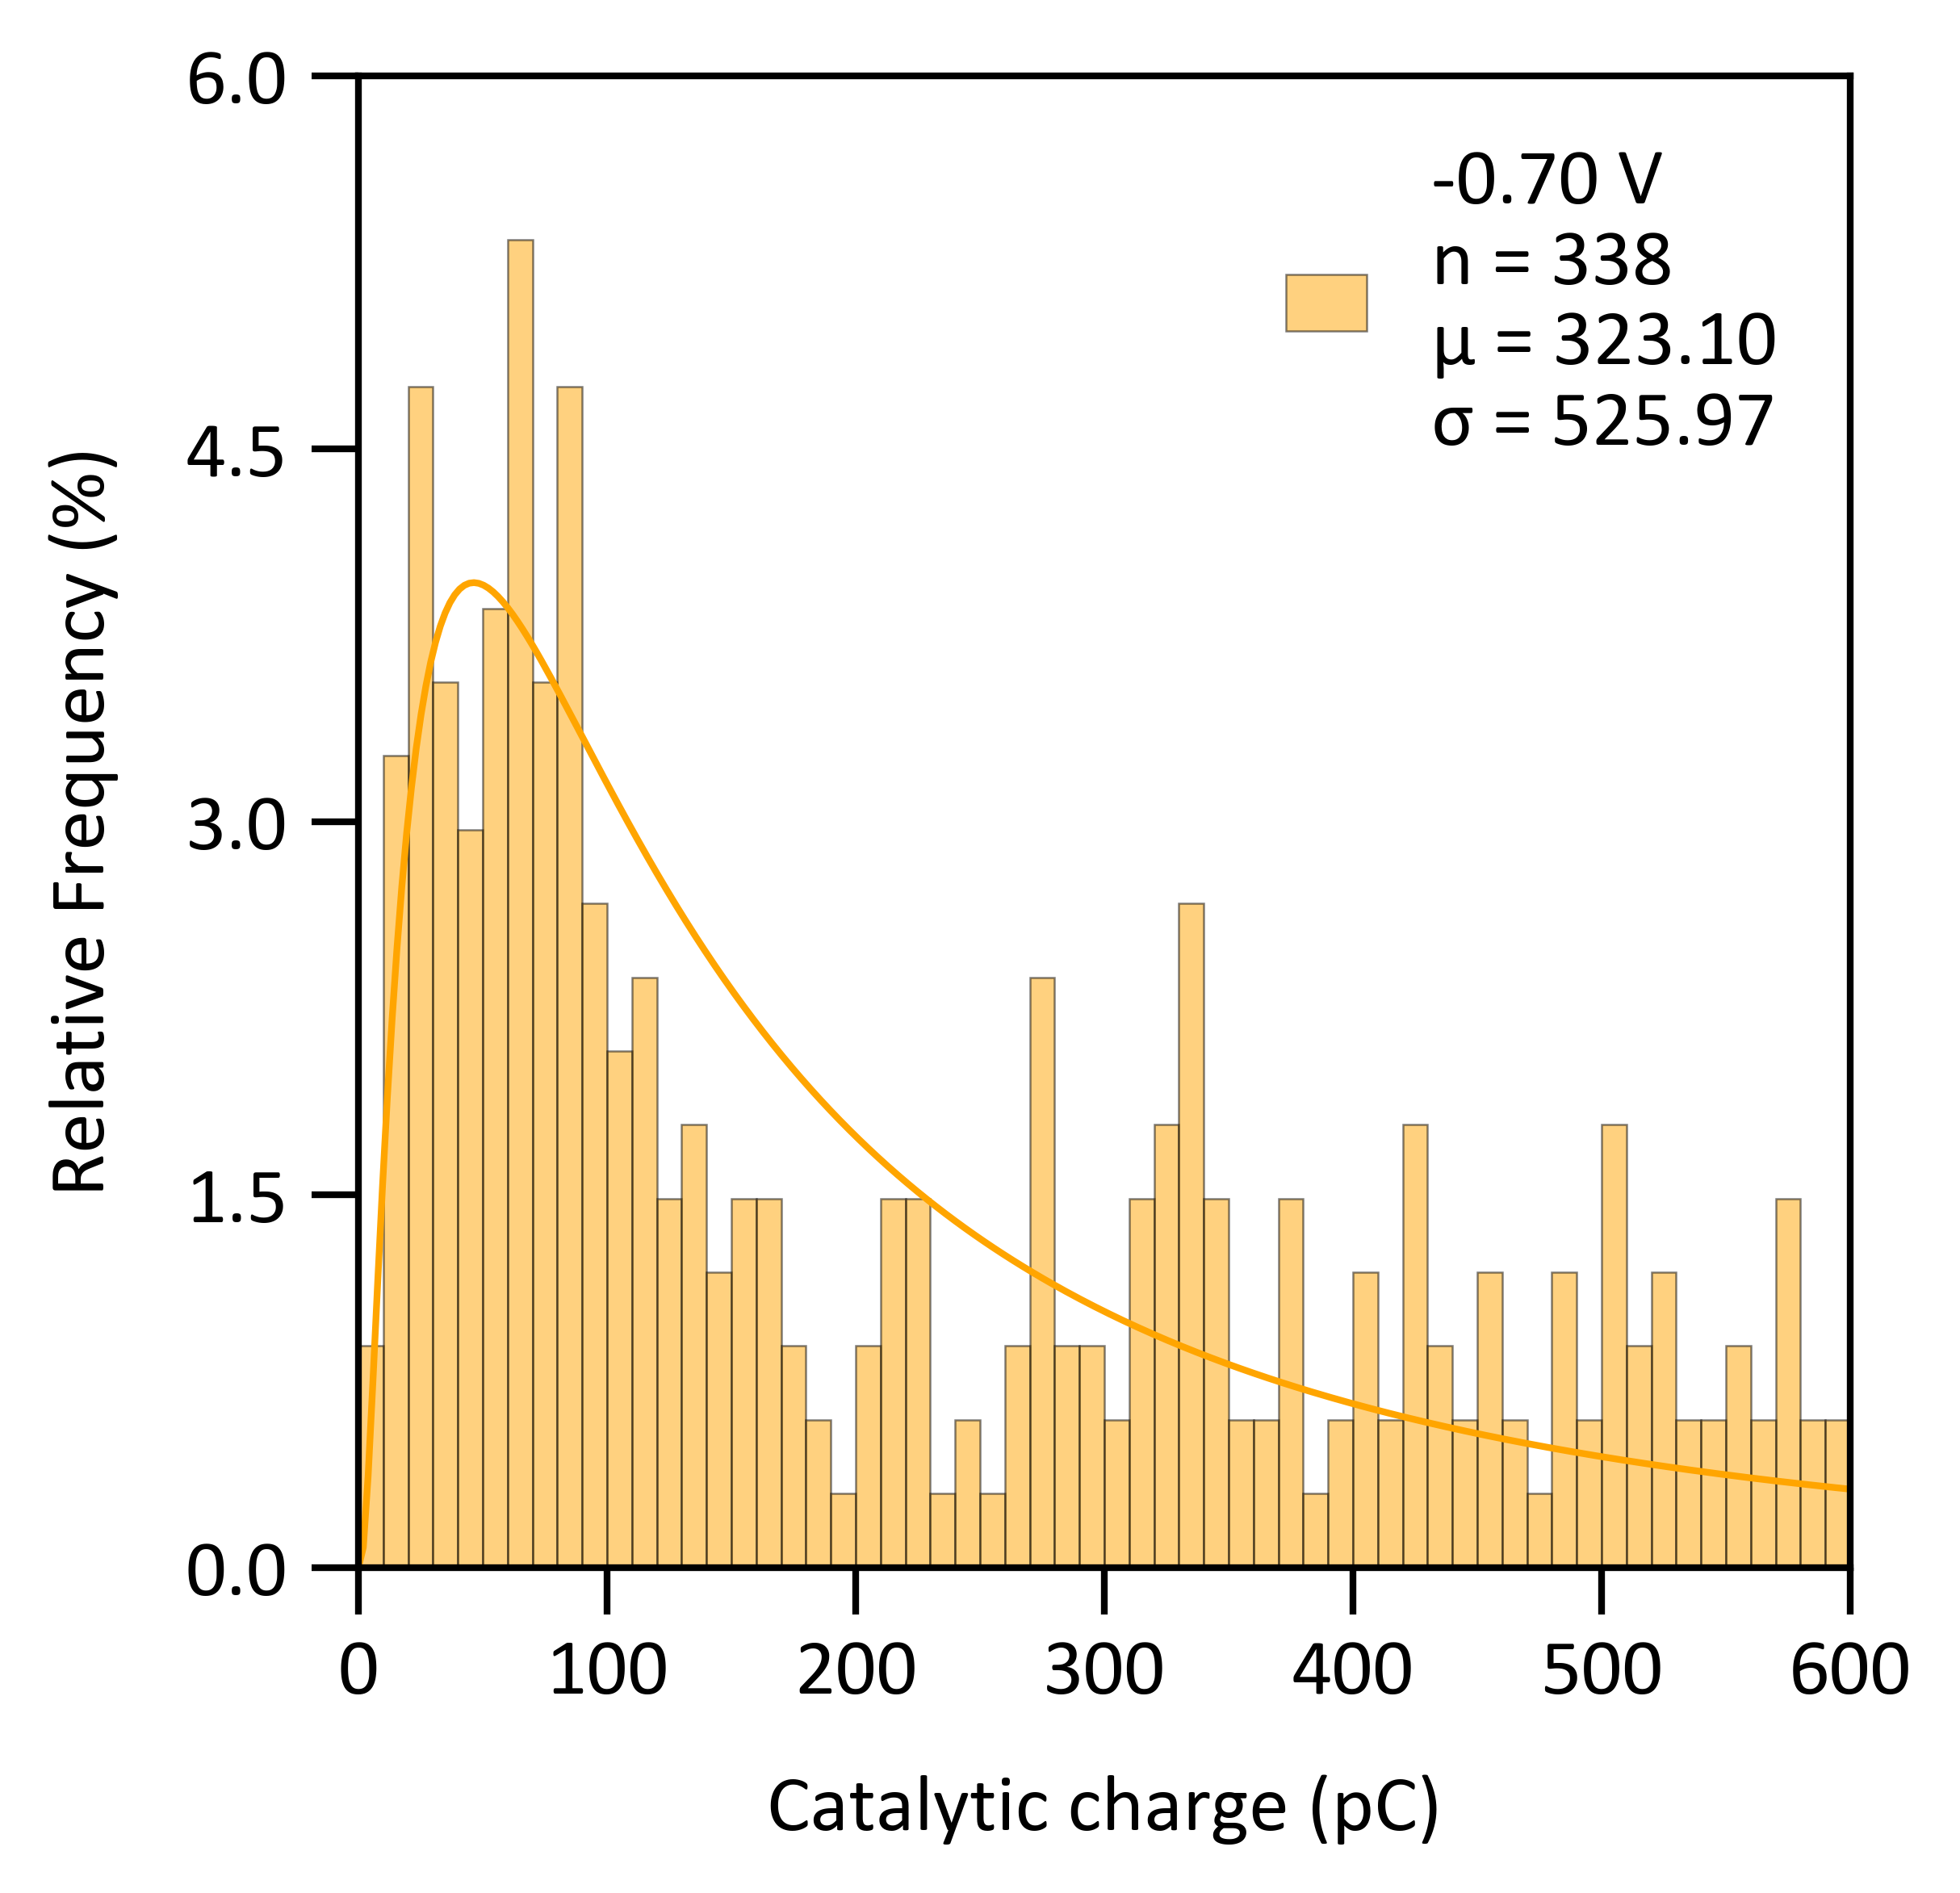 6.0
4.5
3.0
1.5
0.0
Relative Frequency (%)
-0.70 V
n = 338
µ = 323.10
σ = 525.97
0 100 200 300 400 500 600
Catalytic charge (pC)